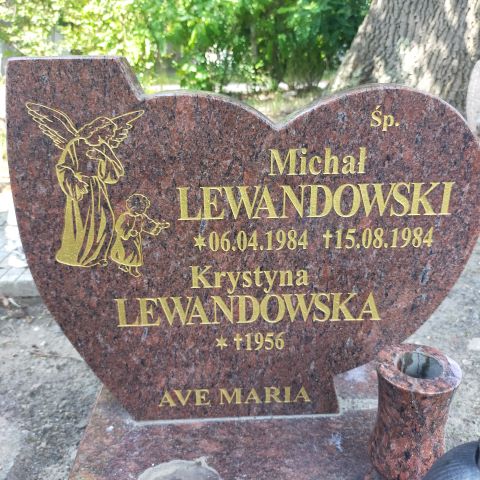 Śp.
Michał
LEWANDOWSKI
*06.04.1984 †15.08.1984
Krystyna
LEWANDOWSKA
*†1956
AVE MARIA